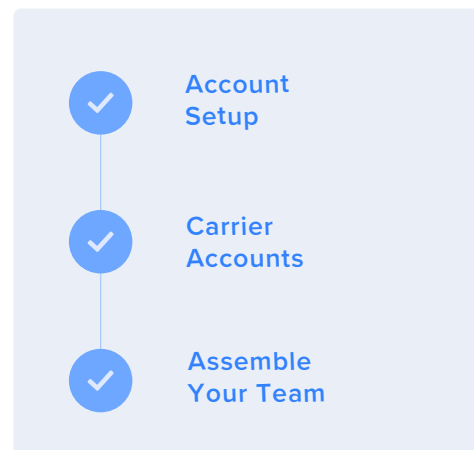 Account
Setup
Carrier
Accounts
Assemble
Your Team